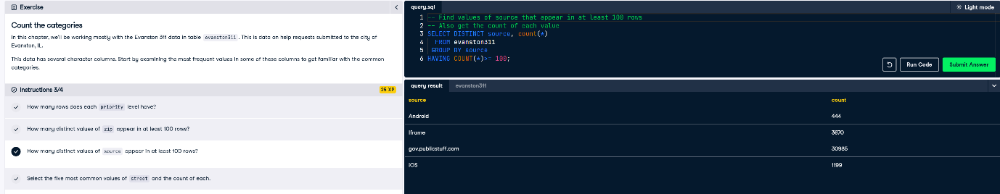 Exercise
Count the categories
In this chapter, we'll be working mostly with the Evanston 311 data in table evanston311. This is data on help requests submitted to the city of
Evanston, IL.
This data has several character columns. Start by examining the most frequent values in some of these columns to get familiar with the common
categories.
Instructions 3/4
25 XP
How many rows does each priority level have?
How many distinct values of zip appear in at least 100 rows?
How many distinct values of source appear in at least 100 rows?
Select the five most common values of street and the count of each.
query.sql
Light mode
1 -- Find values of source that appear in at least 100 rows
2 -- Also get the count of each value
3 SELECT DISTINCT source, count(*)
4 FROM evanston311
5 GROUP BY source
6 HAVING COUNT(*)>= 100;
Run Code
Submit Answer
query result
evanston311
source count
Android 444
Iframe 3670
gov.publicstuff.com 30985
iOS 1199